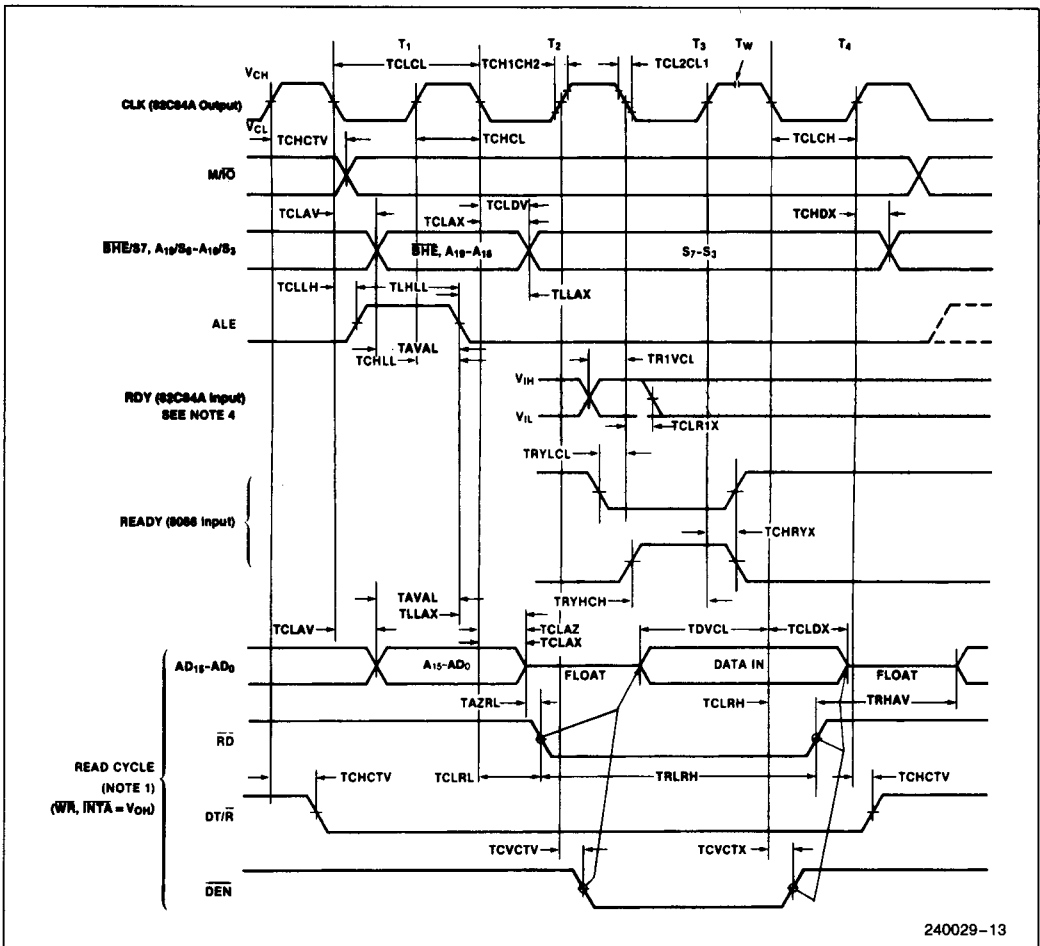 T1 T2 T3 TW T4
TCLCL TCH1CH2 TCL2CL1
VCH
CLK (82C84A Output)
VCL
TCHCTV TCHCL TCLCH
M/IO
TCLDV
TCLAV TCLAX TCHDX
BHE/S7, A19/S6–A16/S3 BHE, A19–A16 S7–S3
TCLLH TLHLL TLLAX
ALE
TAVAL
TCHLL TR1VCL
VIH
RDY (82C84A Input)
SEE NOTE 4
VIL
TCLR1X
TRYLCL
READY (8086 Input)
TCHRYX
TRYHCH
TAVAL
TLLAX
TCLAV TCLAZ TDVCL TCLDX
TCLAX
AD15–AD0 A15–AD0 FLOAT DATA IN FLOAT
TAZRL TCLRH TRHAV
RD
READ CYCLE
(NOTE 1)
(WR, INTA = VOH)
TCHCTV TCLRL TRLRH TCHCTV
DT/R
TCVCTV TCVCTX
DEN
240029–13